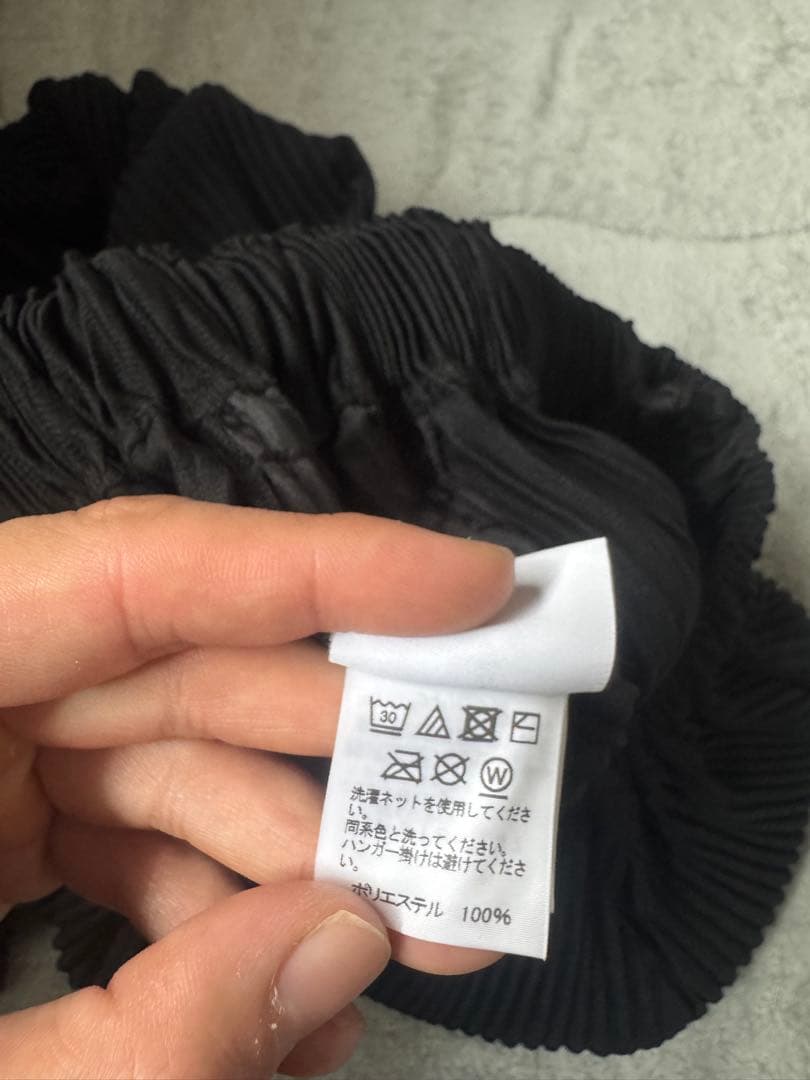 30
W
洗濯ネットを使用してくださ
い。
同系色と洗ってください。
ハンガー掛けは避けてくださ
い。
ポリエステル 100%